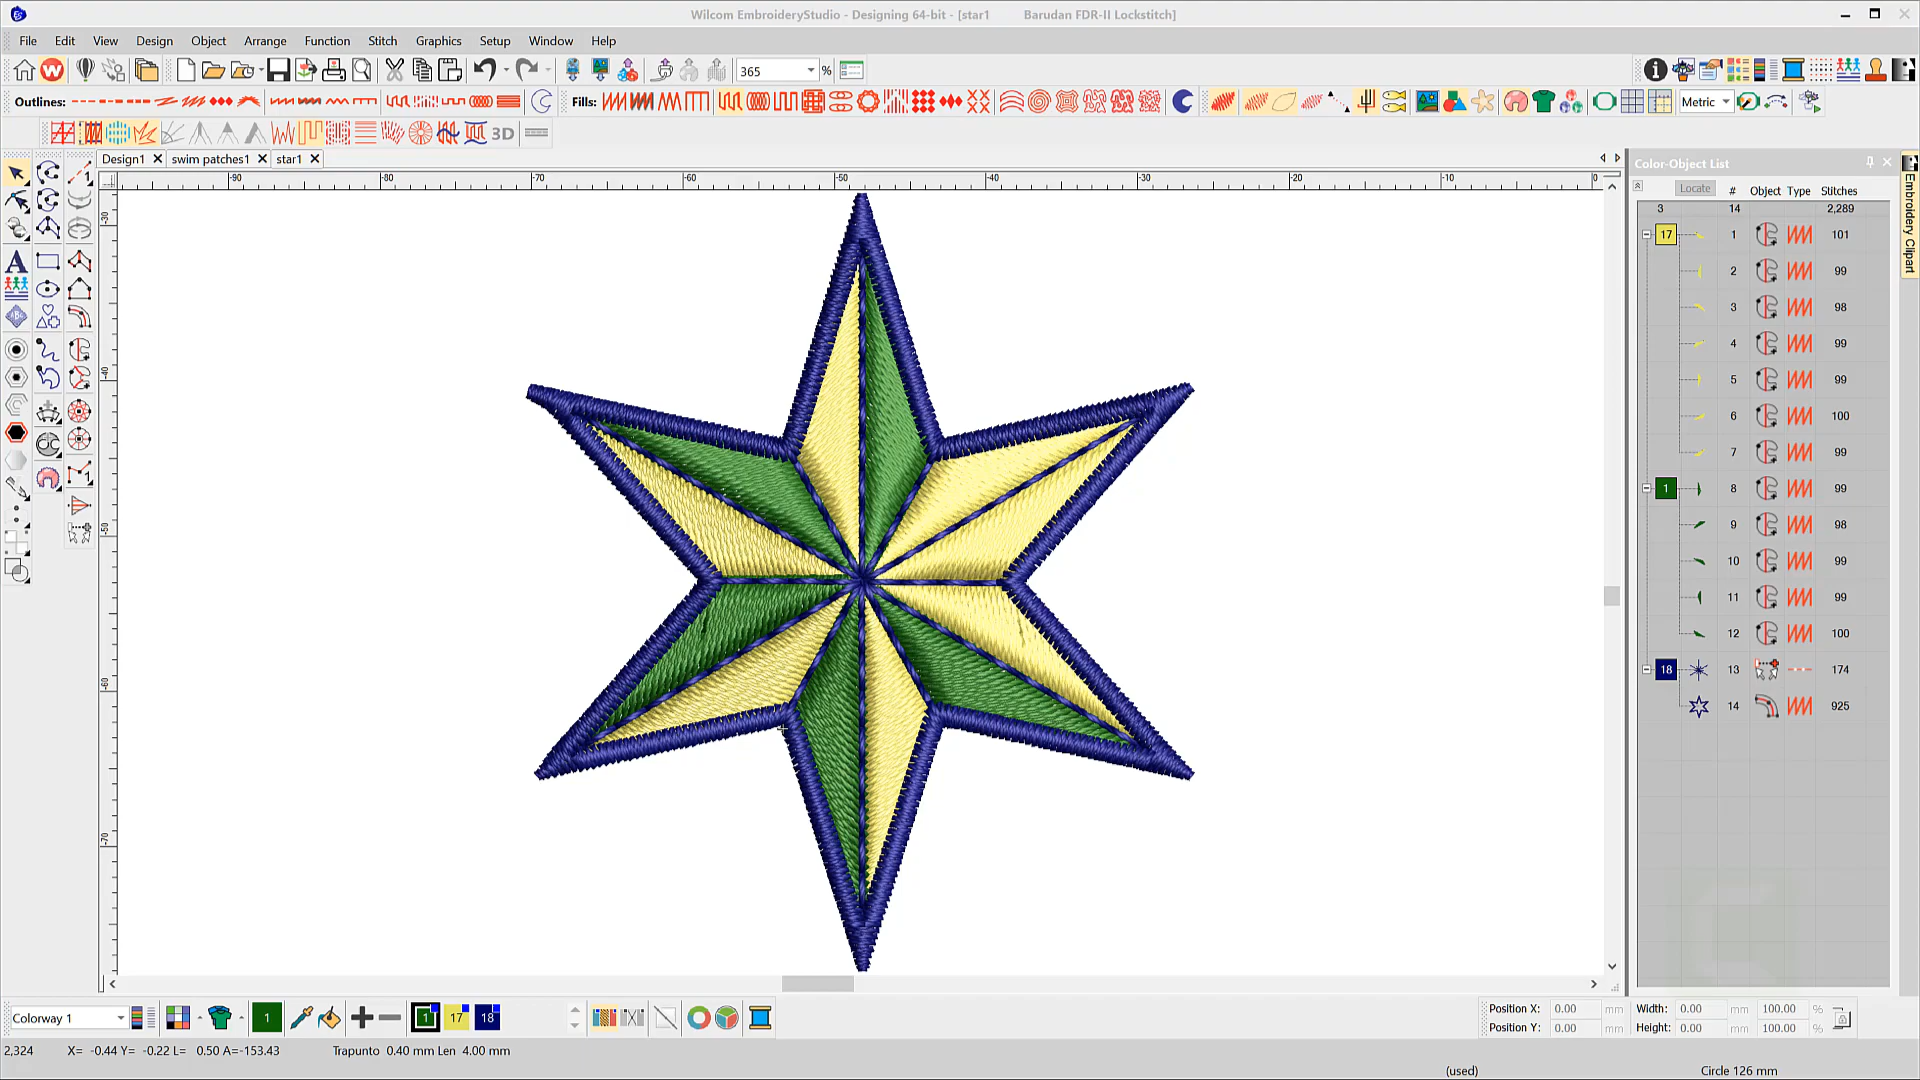 Wilcom EmbroideryStudio - Designing 64-bit - [star1 Barudan FDR-II Lockstitch]
File Edit View Design Object Arrange Function Stitch Graphics Setup Window Help
365 %
Outlines: Fills: Metric
3D
Design1 swim patches1 star1
-90 -80 -70 -60 -50 -40 -30 -20 -10 0
-30
-40
-50
-60
-70
Color-Object List
Locate # Object Type Stitches
3 14 2,289
17 1 101
2 99
3 98
4 99
5 99
6 100
7 99
1 8 99
9 98
10 99
11 99
12 100
18 13 174
14 925
Embroidery Clipart
Colorway 1 1 1 17 18
Position X: 0.00 mm Width: 0.00 mm 100.00 %
Position Y: 0.00 mm Height: 0.00 mm 100.00 %
2,324 X= -0.44 Y= -0.22 L= 0.50 A=-153.43 Trapunto 0.40 mm Len 4.00 mm
(used) Circle 126 mm